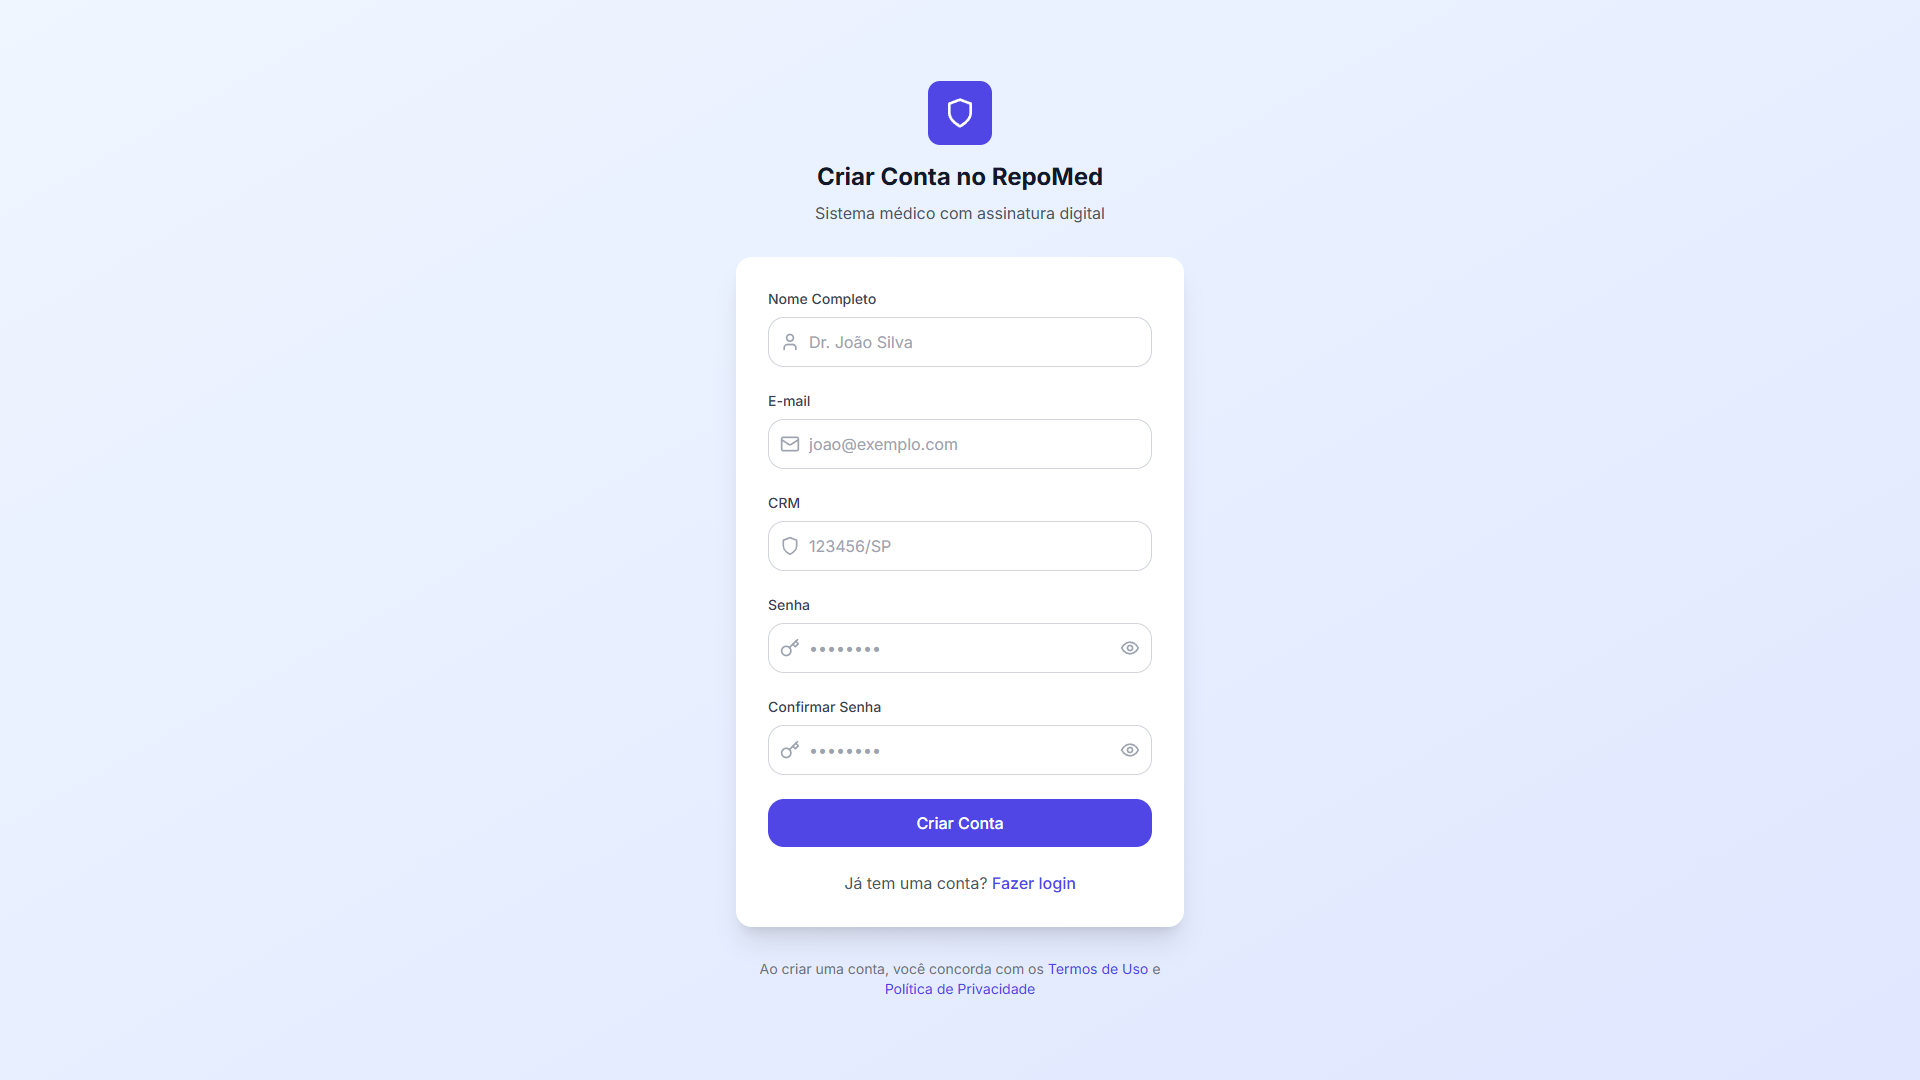 Criar Conta no RepoMed
Sistema médico com assinatura digital
Nome Completo
Dr. João Silva
E-mail
joao@exemplo.com
CRM
123456/SP
Senha
••••••••
Confirmar Senha
••••••••
Criar Conta
Já tem uma conta? Fazer login
Ao criar uma conta, você concorda com os Termos de Uso e
Política de Privacidade